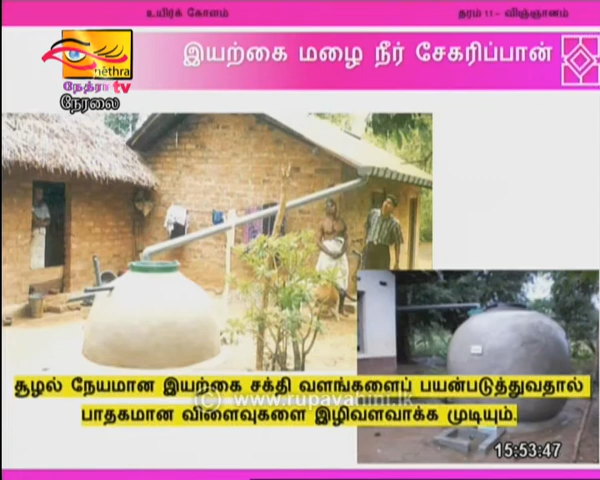 உயிர்க் கோளம்
தரம் 11 – விஞ்ஞானம்
இயற்கை மழை நீர் சேகரிப்பான்
nēthra
நேத்ரா tv
நேரலை
சூழல் நேயமான இயற்கை சக்தி வளங்களைப் பயன்படுத்துவதால்
பாதகமான விளைவுகளை இழிவளவாக்க முடியும்.
© www.rupavahini.lk
15:53:47